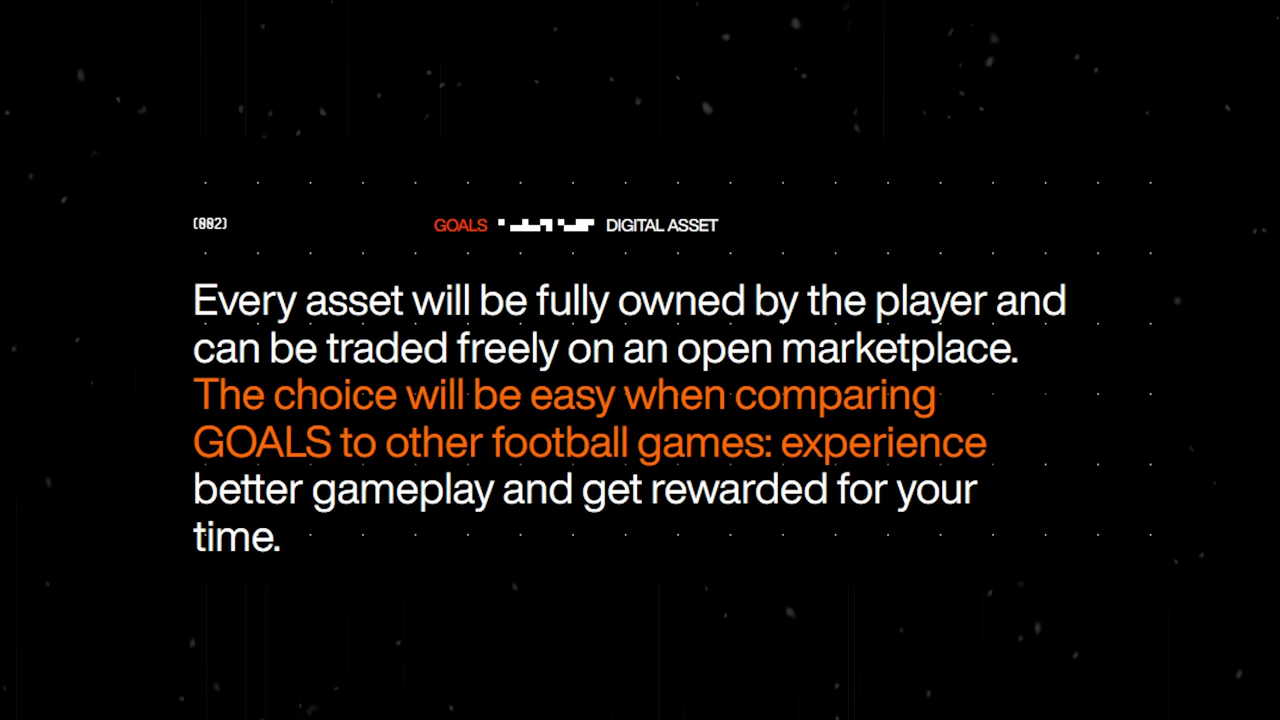 (002)
GOALS DIGITAL ASSET
Every asset will be fully owned by the player and
can be traded freely on an open marketplace.
The choice will be easy when comparing
GOALS to other football games: experience
better gameplay and get rewarded for your
time.